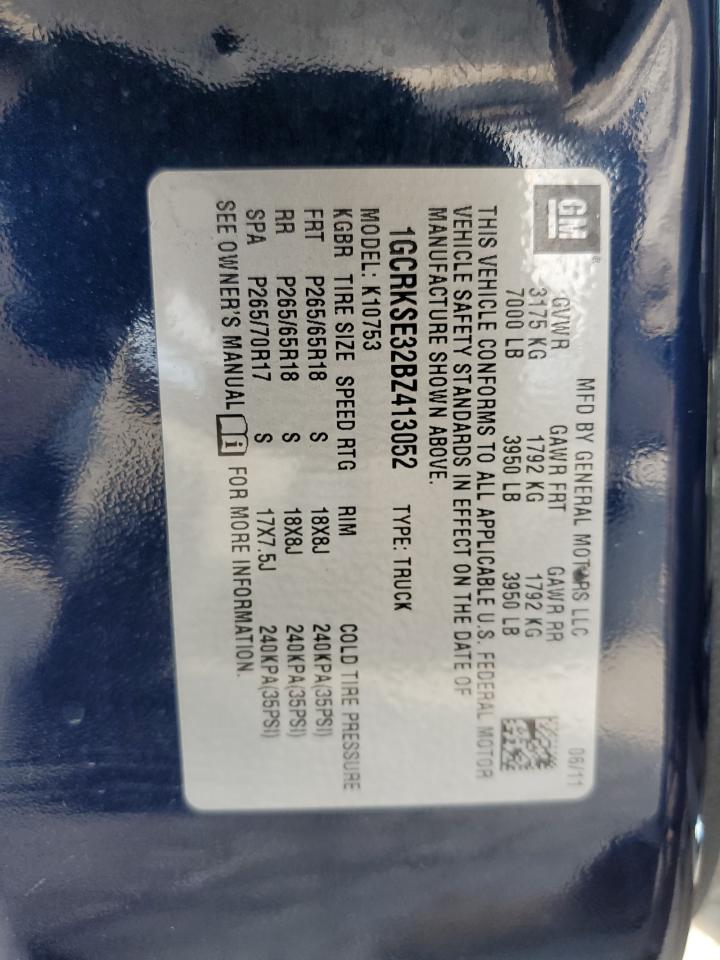 GM®
MFD BY GENERAL MOTORS LLC 06/11
GVWR GAWR FRT GAWR RR
3175 KG 1792 KG 1792 KG
7000 LB 3950 LB 3950 LB
THIS VEHICLE CONFORMS TO ALL APPLICABLE U.S. FEDERAL MOTOR
VEHICLE SAFETY STANDARDS IN EFFECT ON THE DATE OF
MANUFACTURE SHOWN ABOVE.
1GCRKSE32BZ413052 TYPE: TRUCK
MODEL: K10753
KGBR TIRE SIZE SPEED RTG RIM COLD TIRE PRESSURE
FRT P265/65R18 S 18X8J 240KPA(35PSI)
RR P265/65R18 S 18X8J 240KPA(35PSI)
SPA P265/70R17 S 17X7.5J 240KPA(35PSI)
SEE OWNER'S MANUAL i FOR MORE INFORMATION.